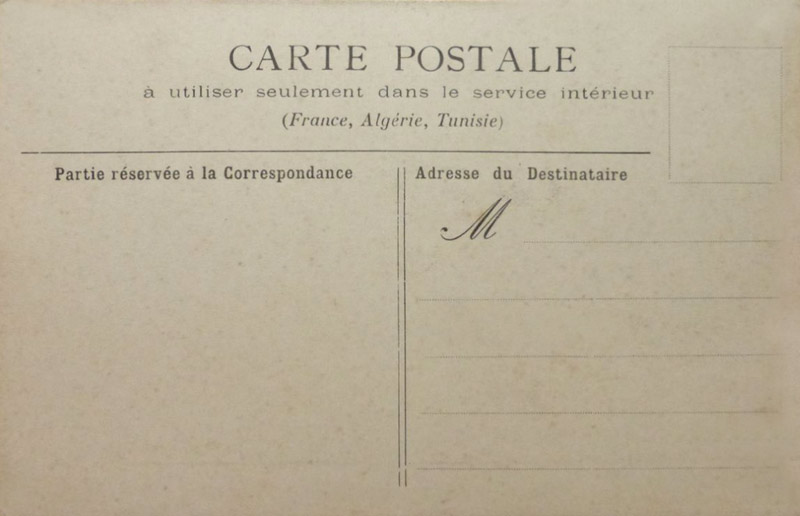 CARTE POSTALE
à utiliser seulement dans le service intérieur
(France, Algérie, Tunisie)
Partie réservée à la Correspondance
Adresse du Destinataire
M